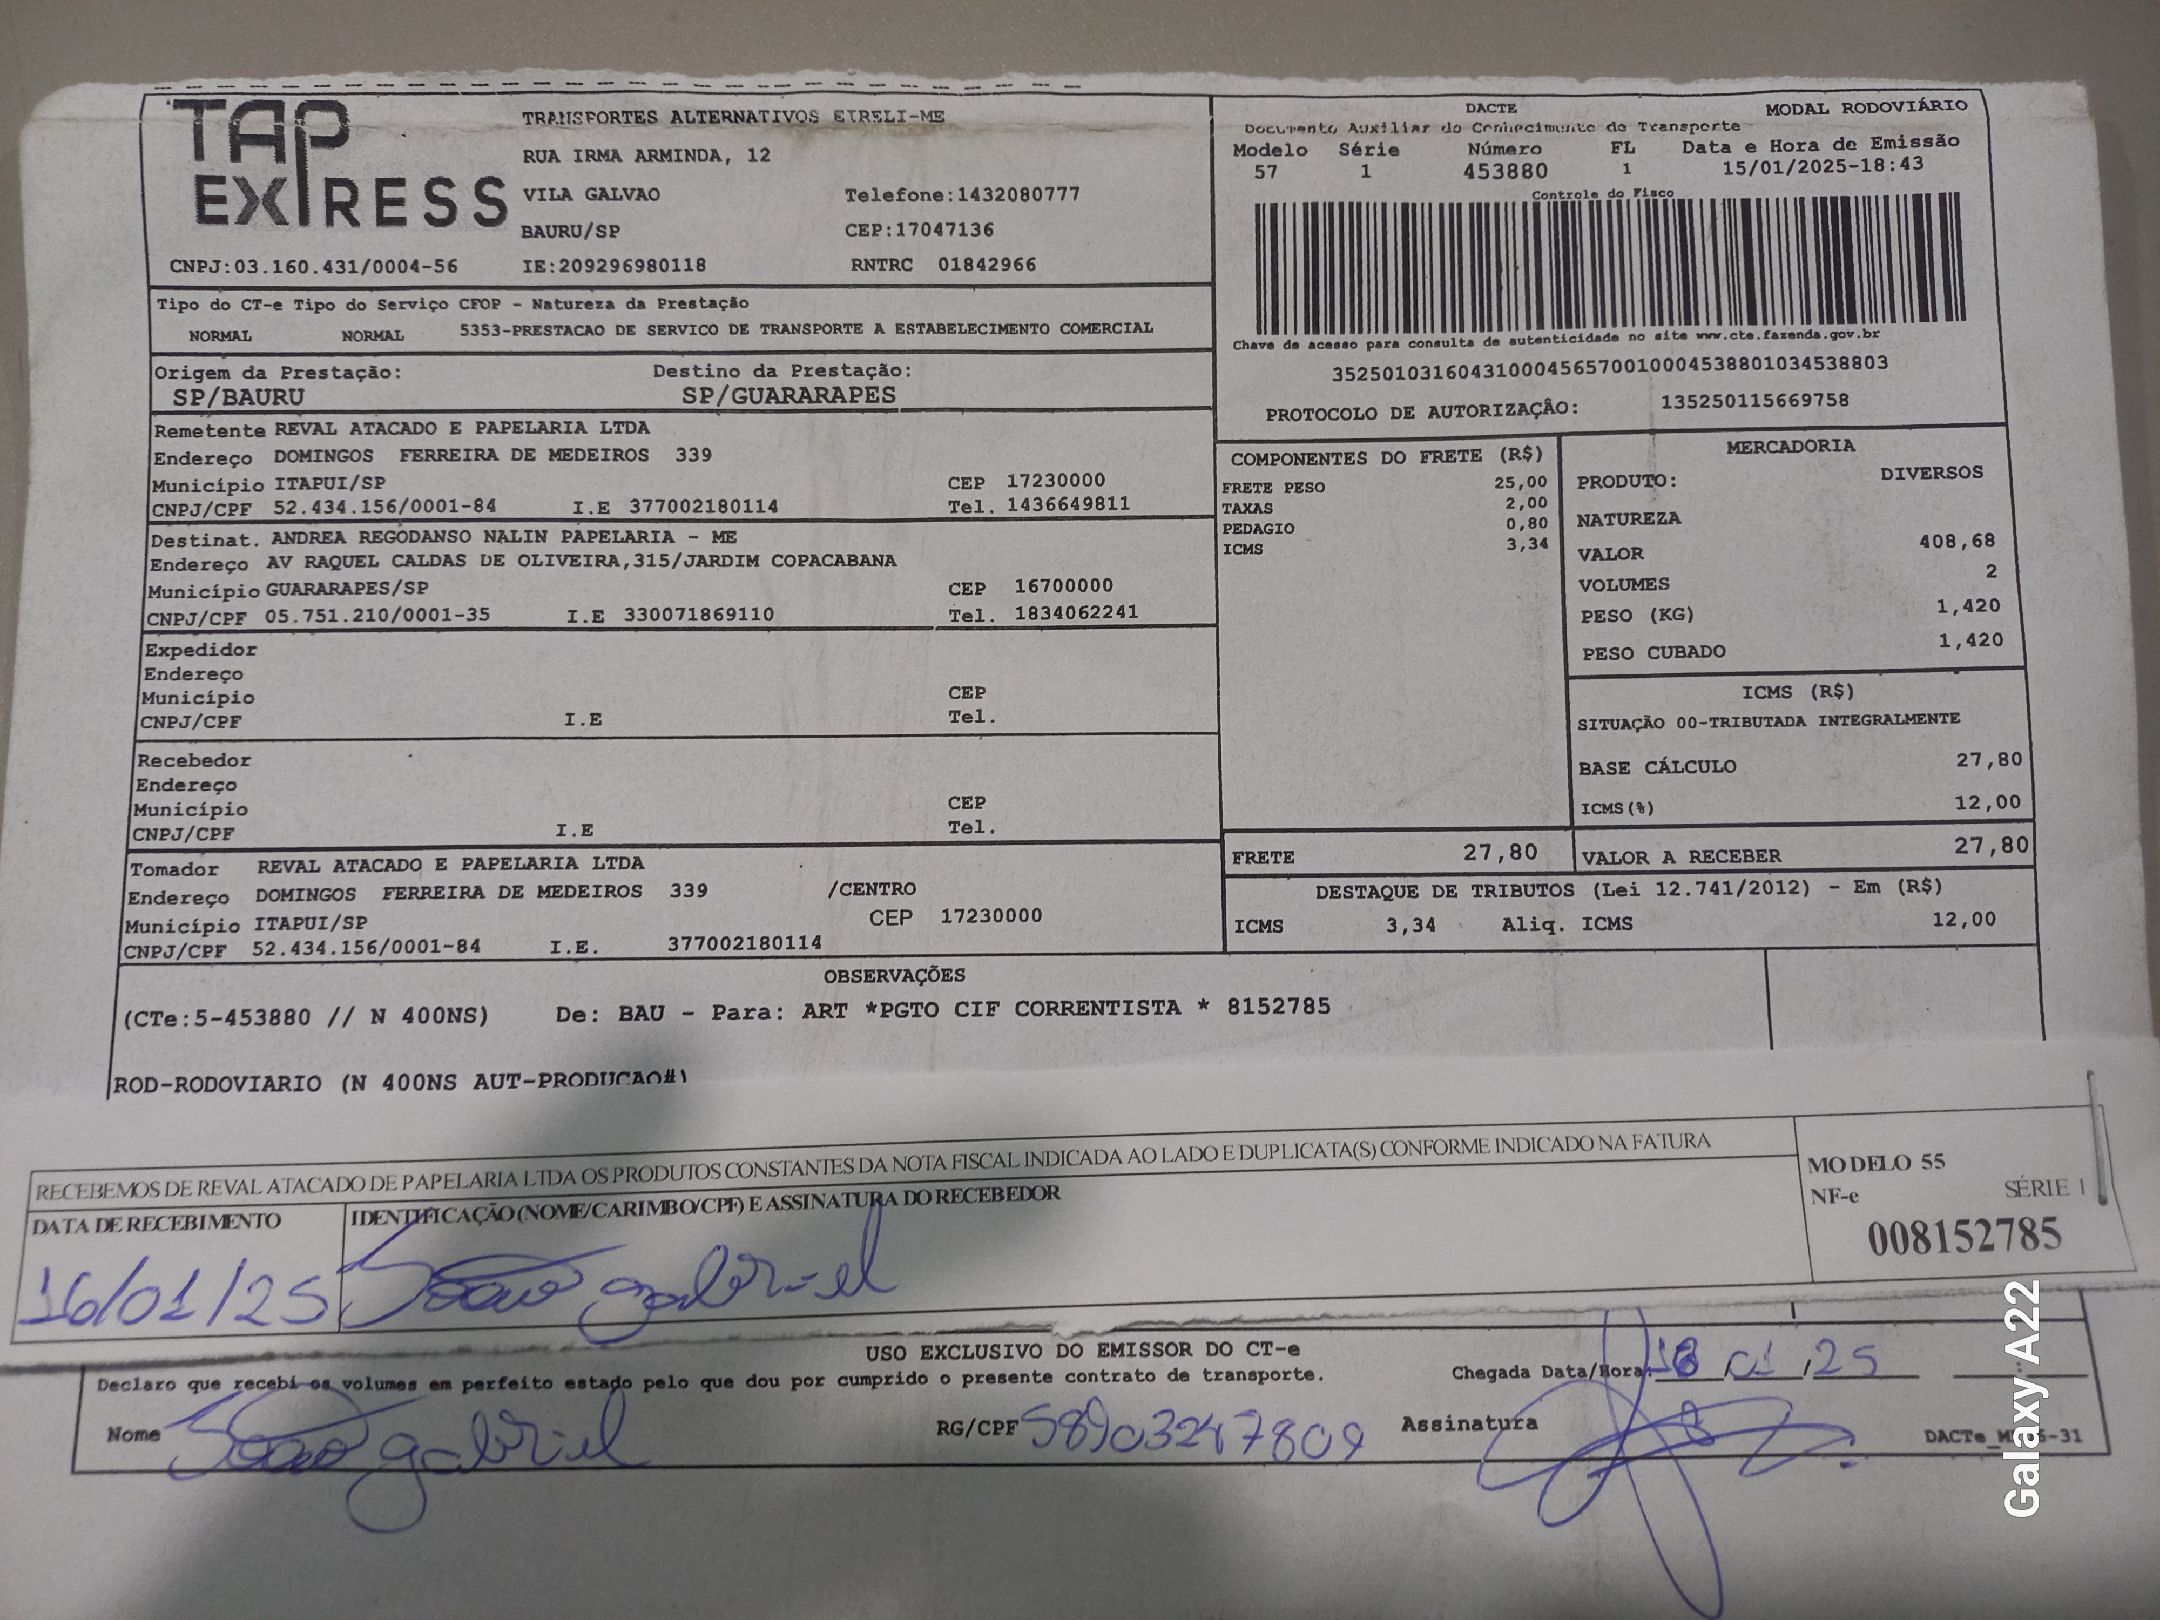 TAP EXPRESS
TRANSPORTES ALTERNATIVOS EIRELI-ME
RUA IRMA ARMINDA, 12
VILA GALVAO Telefone:1432080777
BAURU/SP CEP:17047136
CNPJ:03.160.431/0004-56 IE:209296980118 RNTRC 01842966
DACTE MODAL RODOVIÁRIO
Documento Auxiliar do Conhecimento de Transporte
Modelo Série Número FL Data e Hora de Emissão
57 1 453880 1 15/01/2025-18:43
Controle do Fisco
Chave de acesso para consulta de autenticidade no site www.cte.fazenda.gov.br
35250103160431000456570010004538801034538803
PROTOCOLO DE AUTORIZAÇÂO: 135250115669758
Tipo do CT-e Tipo do Serviço CFOP - Natureza da Prestação
NORMAL NORMAL 5353-PRESTACAO DE SERVICO DE TRANSPORTE A ESTABELECIMENTO COMERCIAL
Origem da Prestação: Destino da Prestação:
SP/BAURU SP/GUARARAPES
Remetente REVAL ATACADO E PAPELARIA LTDA
Endereço DOMINGOS FERREIRA DE MEDEIROS 339
Município ITAPUI/SP CEP 17230000
CNPJ/CPF 52.434.156/0001-84 I.E 377002180114 Tel. 1436649811
Destinat. ANDREA REGODANSO NALIN PAPELARIA - ME
Endereço AV RAQUEL CALDAS DE OLIVEIRA,315/JARDIM COPACABANA
Município GUARARAPES/SP CEP 16700000
CNPJ/CPF 05.751.210/0001-35 I.E 330071869110 Tel. 1834062241
Expedidor
Endereço
Município CEP
CNPJ/CPF I.E Tel.
Recebedor
Endereço
Município CEP
CNPJ/CPF I.E Tel.
Tomador REVAL ATACADO E PAPELARIA LTDA
Endereço DOMINGOS FERREIRA DE MEDEIROS 339 /CENTRO
Município ITAPUI/SP CEP 17230000
CNPJ/CPF 52.434.156/0001-84 I.E. 377002180114
COMPONENTES DO FRETE (R$)
FRETE PESO 25,00
TAXAS 2,00
PEDAGIO 0,80
ICMS 3,34
MERCADORIA
PRODUTO: DIVERSOS
NATUREZA
VALOR 408,68
VOLUMES 2
PESO (KG) 1,420
PESO CUBADO 1,420
ICMS (R$)
SITUAÇÃO 00-TRIBUTADA INTEGRALMENTE
BASE CÁLCULO 27,80
ICMS(%) 12,00
FRETE 27,80 VALOR A RECEBER 27,80
DESTAQUE DE TRIBUTOS (Lei 12.741/2012) - Em (R$)
ICMS 3,34 Aliq. ICMS 12,00
OBSERVAÇÕES
(CTe:5-453880 // N 400NS) De: BAU - Para: ART *PGTO CIF CORRENTISTA * 8152785
ROD-RODOVIARIO (N 400NS AUT-PRODUCAO#)
RECEBEMOS DE REVAL ATACADO DE PAPELARIA LTDA OS PRODUTOS CONSTANTES DA NOTA FISCAL INDICADA AO LADO E DUPLICATA(S) CONFORME INDICADO NA FATURA
DATA DE RECEBIMENTO IDENTIFICAÇÃO (NOME/CARIMBO/CPF) E ASSINATURA DO RECEBEDOR
16/01/25 João gabriel
MODELO 55
NF-e SÉRIE 1
008152785
USO EXCLUSIVO DO EMISSOR DO CT-e
Declaro que recebi os volumes em perfeito estado pelo que dou por cumprido o presente contrato de transporte.
Chegada Data/Hora: 01 25
Nome João gabriel RG/CPF 58903247809 Assinatura
Galaxy A22